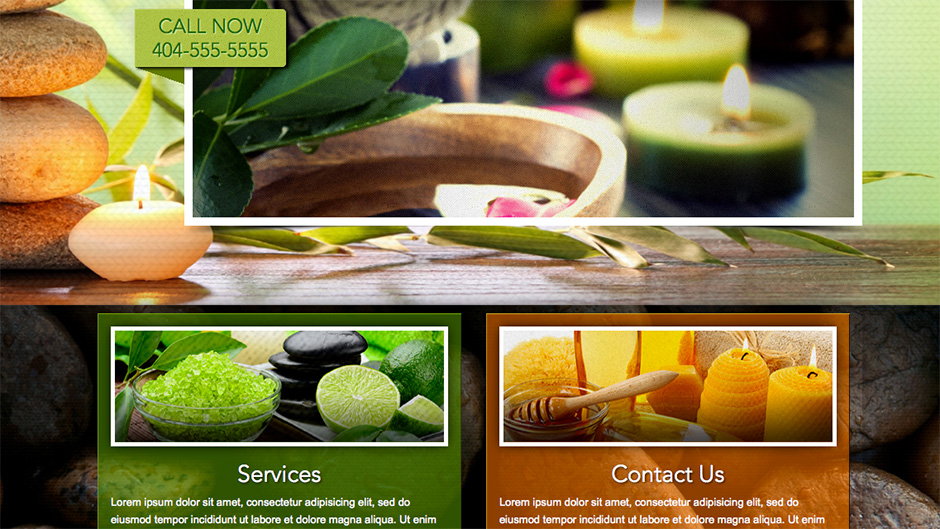 CALL NOW
404-555-5555
Services
Lorem ipsum dolor sit amet, consectetur adipisicing elit, sed do
eiusmod tempor incididunt ut labore et dolore magna aliqua. Ut enim
Contact Us
Lorem ipsum dolor sit amet, consectetur adipisicing elit, sed do
eiusmod tempor incididunt ut labore et dolore magna aliqua. Ut enim